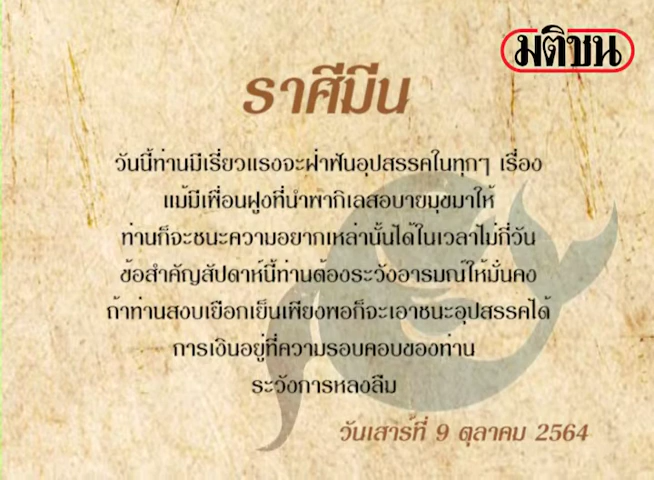 มติชน
ราศีมีน
วันนี้ท่านมีเรี่ยวแรงจะฝ่าฟันอุปสรรคในทุกๆ เรื่อง
แม้มีเพื่อนฝูงที่นำพากิเลสอบายมุขมาให้
ท่านก็จะชนะความอยากเหล่านั้นได้ในเวลาไม่กี่วัน
ข้อสำคัญสัปดาห์นี้ท่านต้องระวังอารมณ์ให้มั่นคง
ถ้าท่านสงบเยือกเย็นเพียงพอก็จะเอาชนะอุปสรรคได้
การเงินอยู่ที่ความรอบคอบของท่าน
ระวังการหลงลืม
วันเสาร์ที่ 9 ตุลาคม 2564